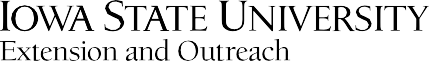 IOWA STATE UNIVERSITY
Extension and Outreach